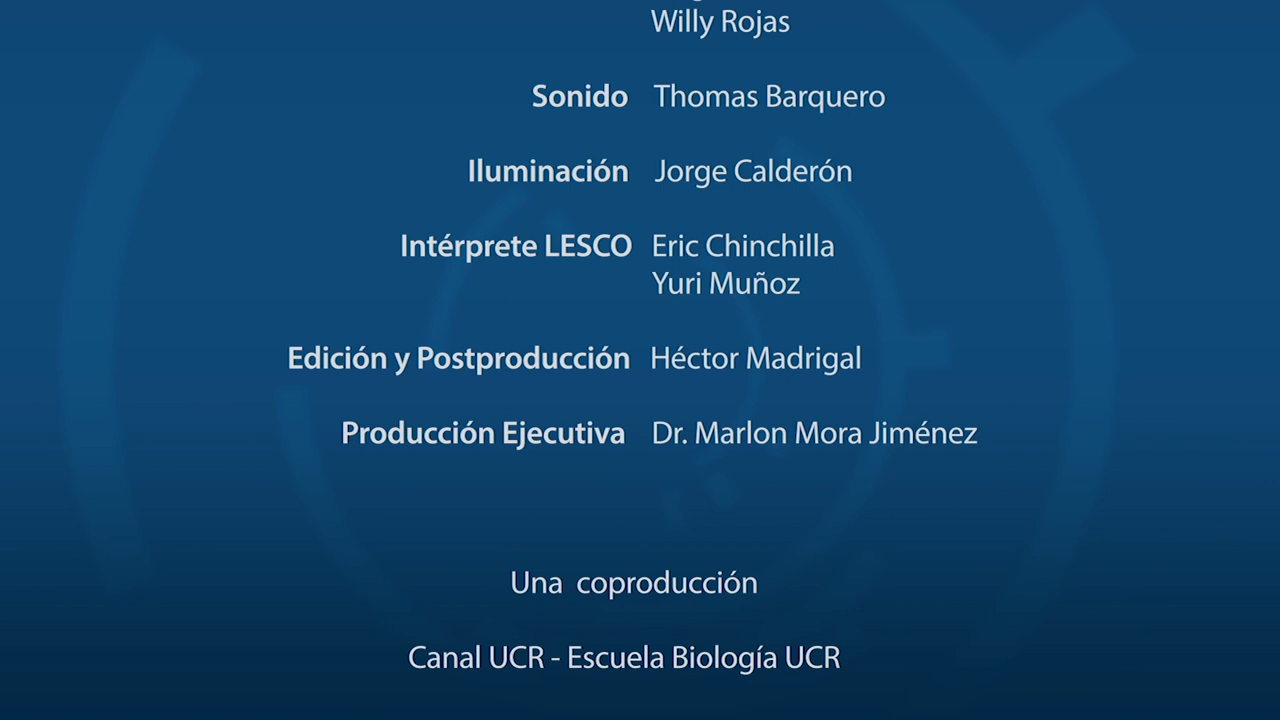 Willy Rojas
Sonido Thomas Barquero
Iluminación Jorge Calderón
Intérprete LESCO Eric Chinchilla
Yuri Muñoz
Edición y Postproducción Héctor Madrigal
Producción Ejecutiva Dr. Marlon Mora Jiménez
Una coproducción
Canal UCR - Escuela Biología UCR